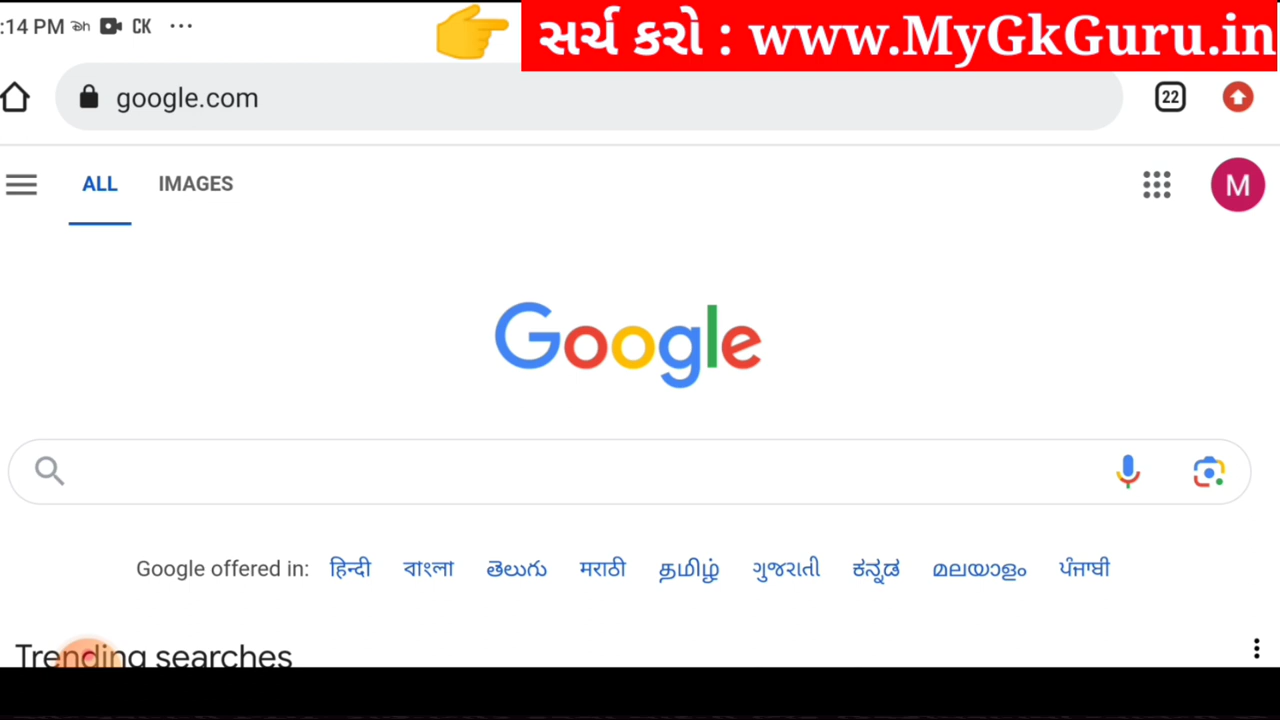 :14 PM CK ...
સર્ચ કરો : www.MyGkGuru.in
google.com
22
ALL IMAGES
M
Google
Google offered in: हिन्दी বাংলা తెలుగు मराठी தமிழ் ગુજરાતી ಕನ್ನಡ മലയാളം ਪੰਜਾਬੀ
Trending searches